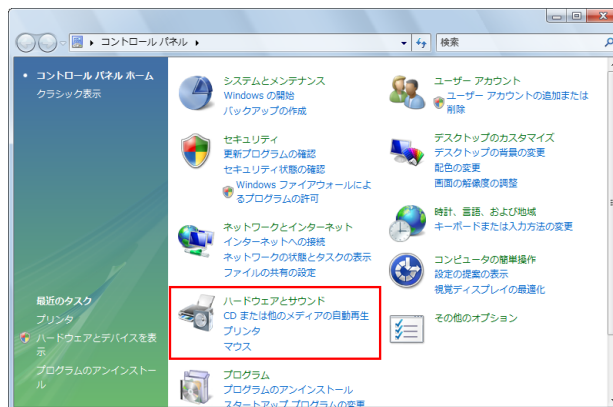 コントロール パネル
検索
コントロール パネル ホーム
クラシック表示
システムとメンテナンス
Windows の開始
バックアップの作成
セキュリティ
更新プログラムの確認
セキュリティ状態の確認
Windows ファイアウォールによ
るプログラムの許可
ネットワークとインターネット
インターネットへの接続
ネットワークの状態とタスクの表示
ファイルの共有の設定
ハードウェアとサウンド
CD または他のメディアの自動再生
プリンタ
マウス
プログラム
プログラムのアンインストール
スタートアップ プログラムの変更
ユーザー アカウント
ユーザー アカウントの追加または
削除
デスクトップのカスタマイズ
デスクトップの背景の変更
配色の変更
画面の解像度の調整
時計、言語、および地域
キーボードまたは入力方法の変更
コンピュータの簡単操作
設定の提案の表示
視覚ディスプレイの最適化
その他のオプション
最近のタスク
プリンタ
ハードウェアとデバイスを表
示
プログラムのアンインストー
ル